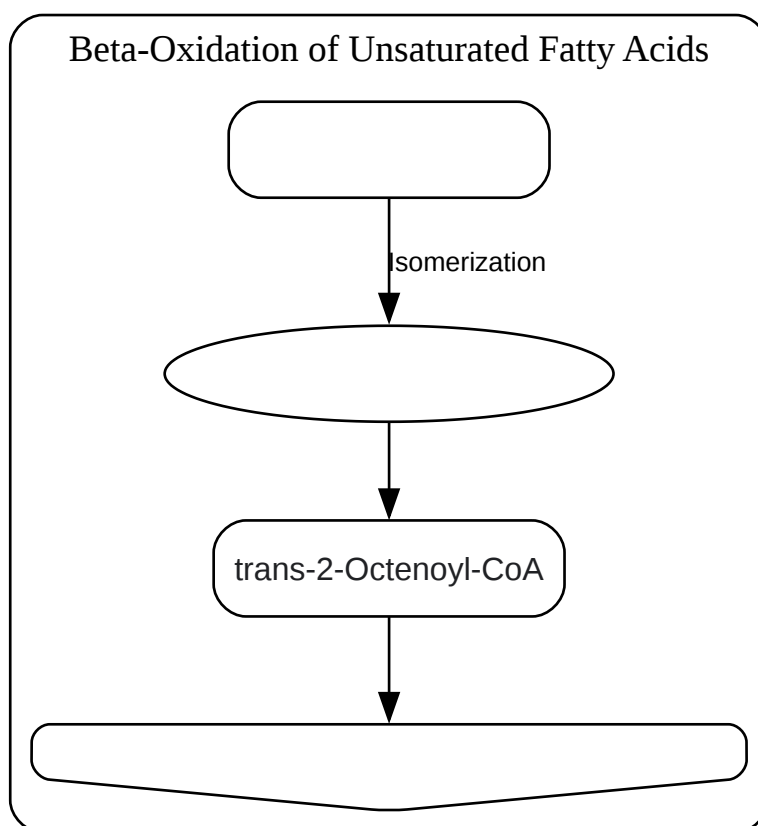 Beta-Oxidation of Unsaturated Fatty Acids
Isomerization
trans-2-Octenoyl-CoA